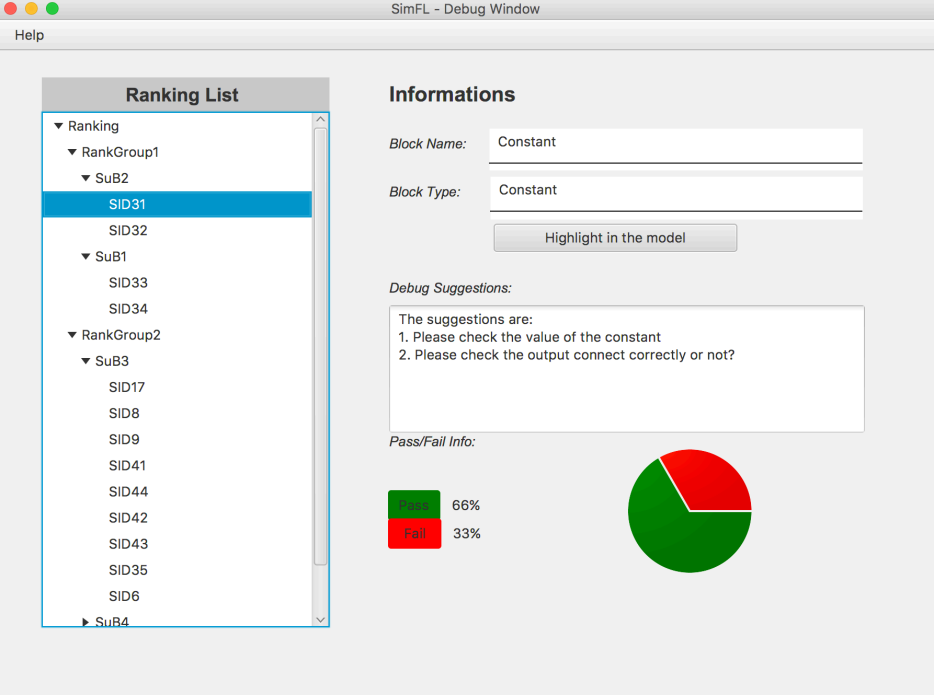 SimFL - Debug Window
Help
Ranking List
Ranking
RankGroup1
SuB2
SID31
SID32
SuB1
SID33
SID34
RankGroup2
SuB3
SID17
SID8
SID9
SID41
SID44
SID42
SID43
SID35
SID6
SuB4
Informations
Block Name: Constant
Block Type: Constant
Highlight in the model
Debug Suggestions:
The suggestions are:
1. Please check the value of the constant
2. Please check the output connect correctly or not?
Pass/Fail Info:
Pass 66%
Fail 33%